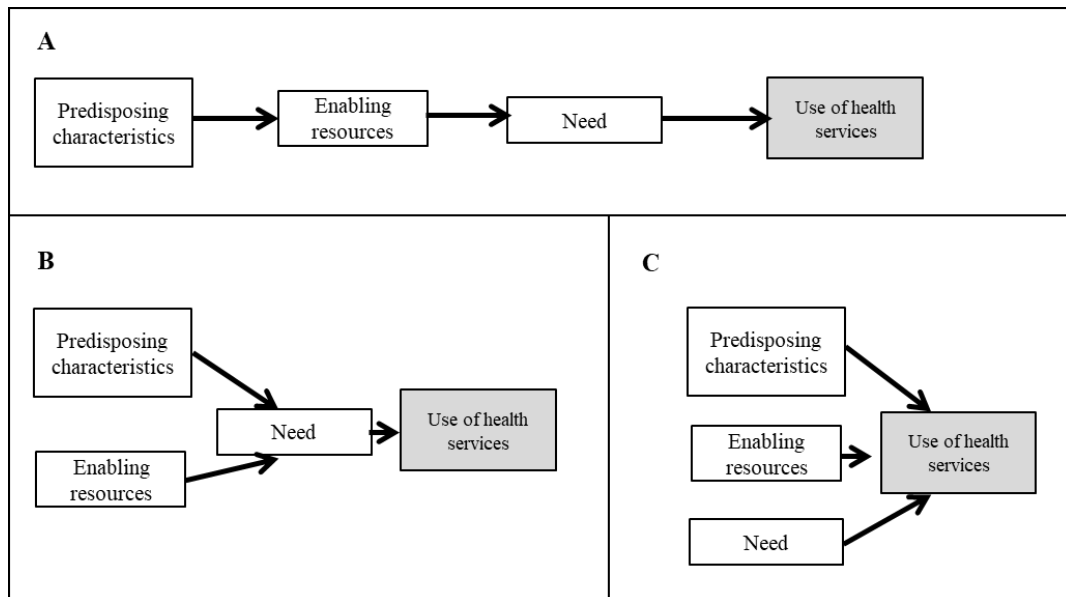 A
Predisposing
characteristics
Enabling
resources
Need
Use of health
services
B
Predisposing
characteristics
Enabling
resources
Need
Use of health
services
C
Predisposing
characteristics
Enabling
resources
Need
Use of health
services